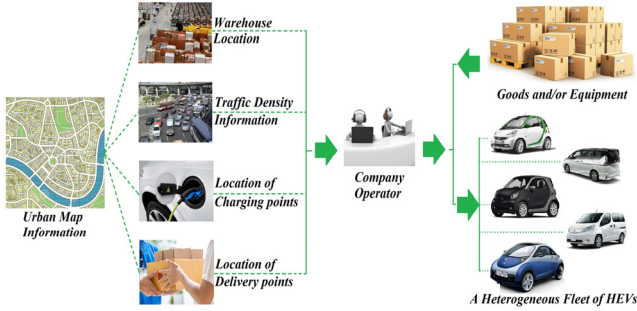 Warehouse
Location
Traffic Density
Information
Location of
Charging points
Location of
Delivery points
Urban Map
Information
Company
Operator
Goods and/or Equipment
A Heterogeneous Fleet of HEVs